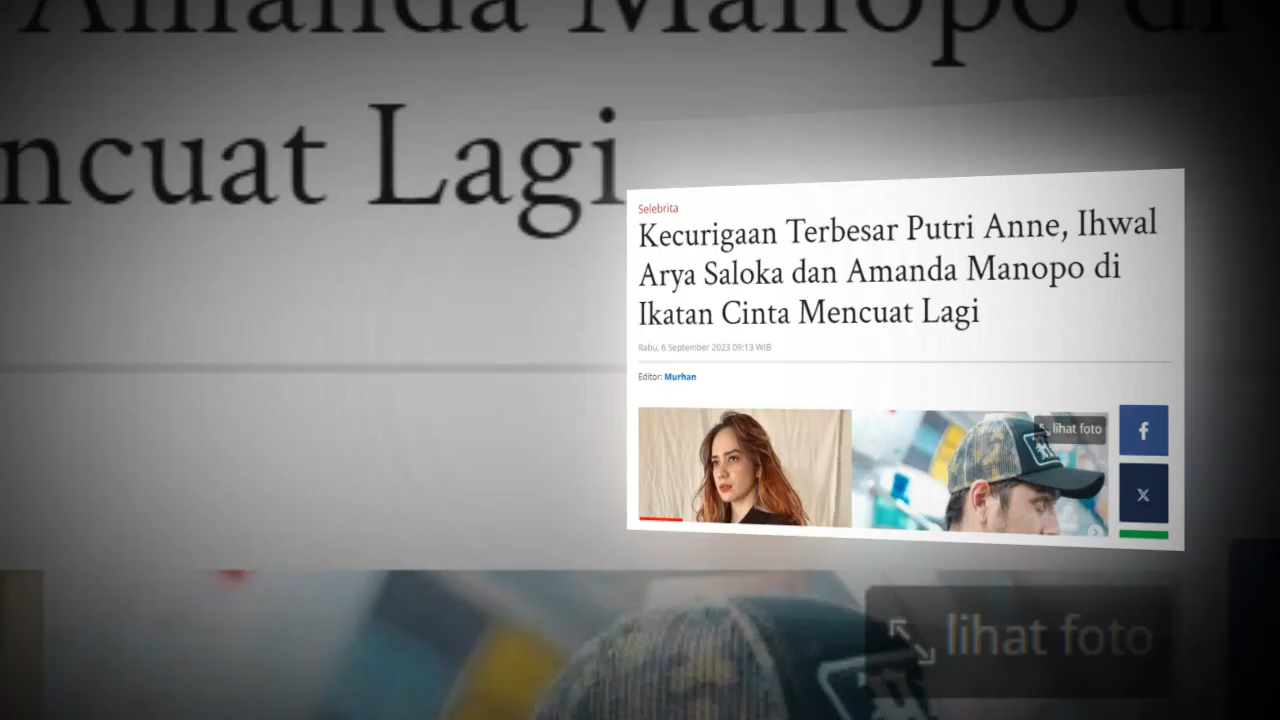 Amanda Manopo di
ncuat Lagi
Selebrita
Kecurigaan Terbesar Putri Anne, Ihwal
Arya Saloka dan Amanda Manopo di
Ikatan Cinta Mencuat Lagi
Rabu, 6 September 2023 09:13 WIB
Editor: Murhan
lihat foto
lihat foto